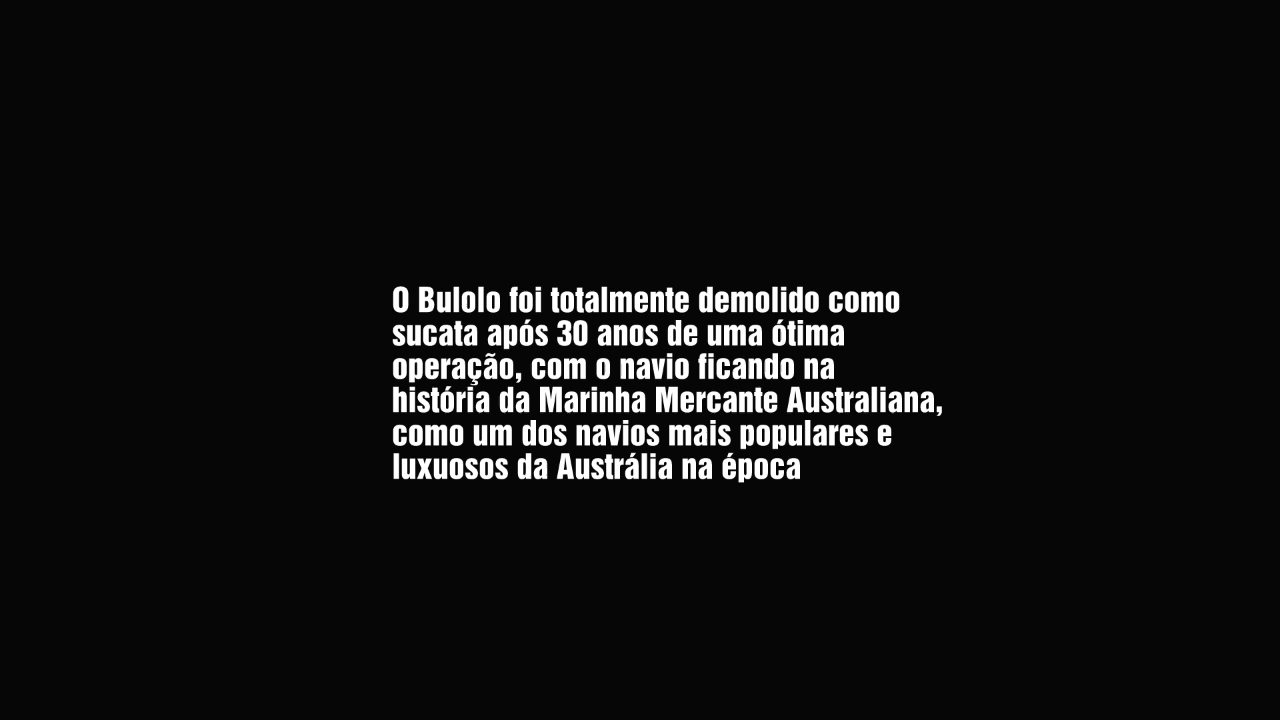 O Bulolo foi totalmente demolido como
sucata após 30 anos de uma ótima
operação, com o navio ficando na
história da Marinha Mercante Australiana,
como um dos navios mais populares e
luxuosos da Austrália na época